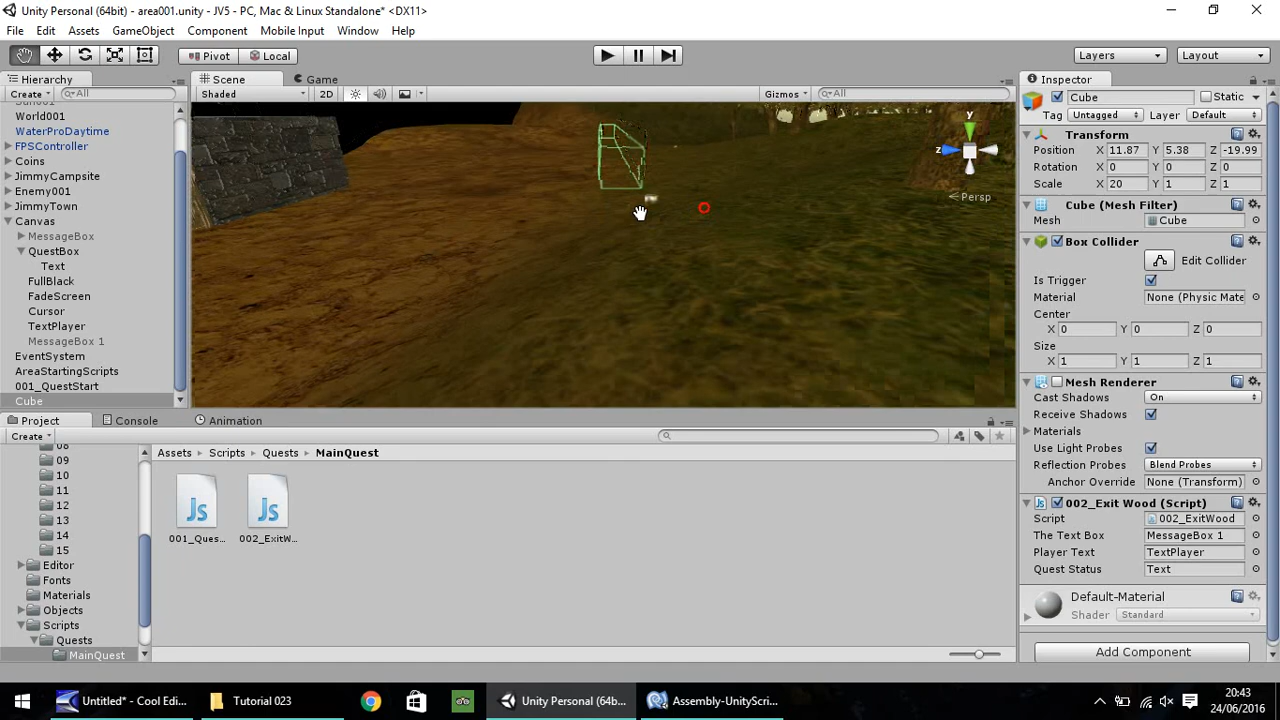 Unity Personal (64bit) - area001.unity - JV5 - PC, Mac & Linux Standalone* <DX11>
File Edit Assets GameObject Component Mobile Input Window Help
Pivot Local Layers Layout
Hierarchy
Create All
Sun001
World001
WaterProDaytime
FPSController
Coins
JimmyCampsite
Enemy001
JimmyTown
Canvas
MessageBox
QuestBox
Text
FullBlack
FadeScreen
Cursor
TextPlayer
MessageBox 1
EventSystem
AreaStartingScripts
001_QuestStart
Cube
Scene Game
Shaded 2D Gizmos All
y
z
Persp
Inspector
Cube Static
Tag Untagged Layer Default
Transform
Position X 11.87 Y 5.38 Z -19.99
Rotation X 0 Y 0 Z 0
Scale X 20 Y 1 Z 1
Cube (Mesh Filter)
Mesh Cube
Box Collider
Edit Collider
Is Trigger
Material None (Physic Mate
Center
X 0 Y 0 Z 0
Size
X 1 Y 1 Z 1
Mesh Renderer
Cast Shadows On
Receive Shadows
Materials
Use Light Probes
Reflection Probes Blend Probes
Anchor Override None (Transform)
002_Exit Wood (Script)
Script 002_ExitWood
The Text Box MessageBox 1
Player Text TextPlayer
Quest Status Text
Default-Material
Shader Standard
Add Component
Project Console Animation
Create
08
09
10
11
12
13
14
15
Editor
Fonts
Materials
Objects
Scripts
Quests
MainQuest
Assets Scripts Quests MainQuest
Js Js
001_Ques... 002_ExitW...
Untitled* - Cool Edi... Tutorial 023 Unity Personal (64b... Assembly-UnityScri...
20:43
24/06/2016